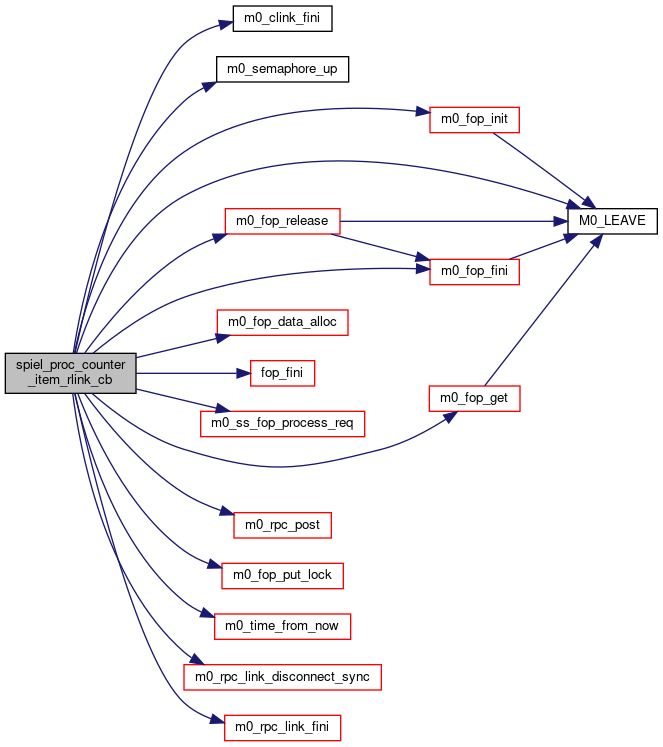 m0_clink_fini
m0_semaphore_up
m0_fop_init
m0_fop_release
M0_LEAVE
m0_fop_fini
m0_fop_data_alloc
spiel_proc_counter
_item_rlink_cb
fop_fini
m0_fop_get
m0_ss_fop_process_req
m0_rpc_post
m0_fop_put_lock
m0_time_from_now
m0_rpc_link_disconnect_sync
m0_rpc_link_fini